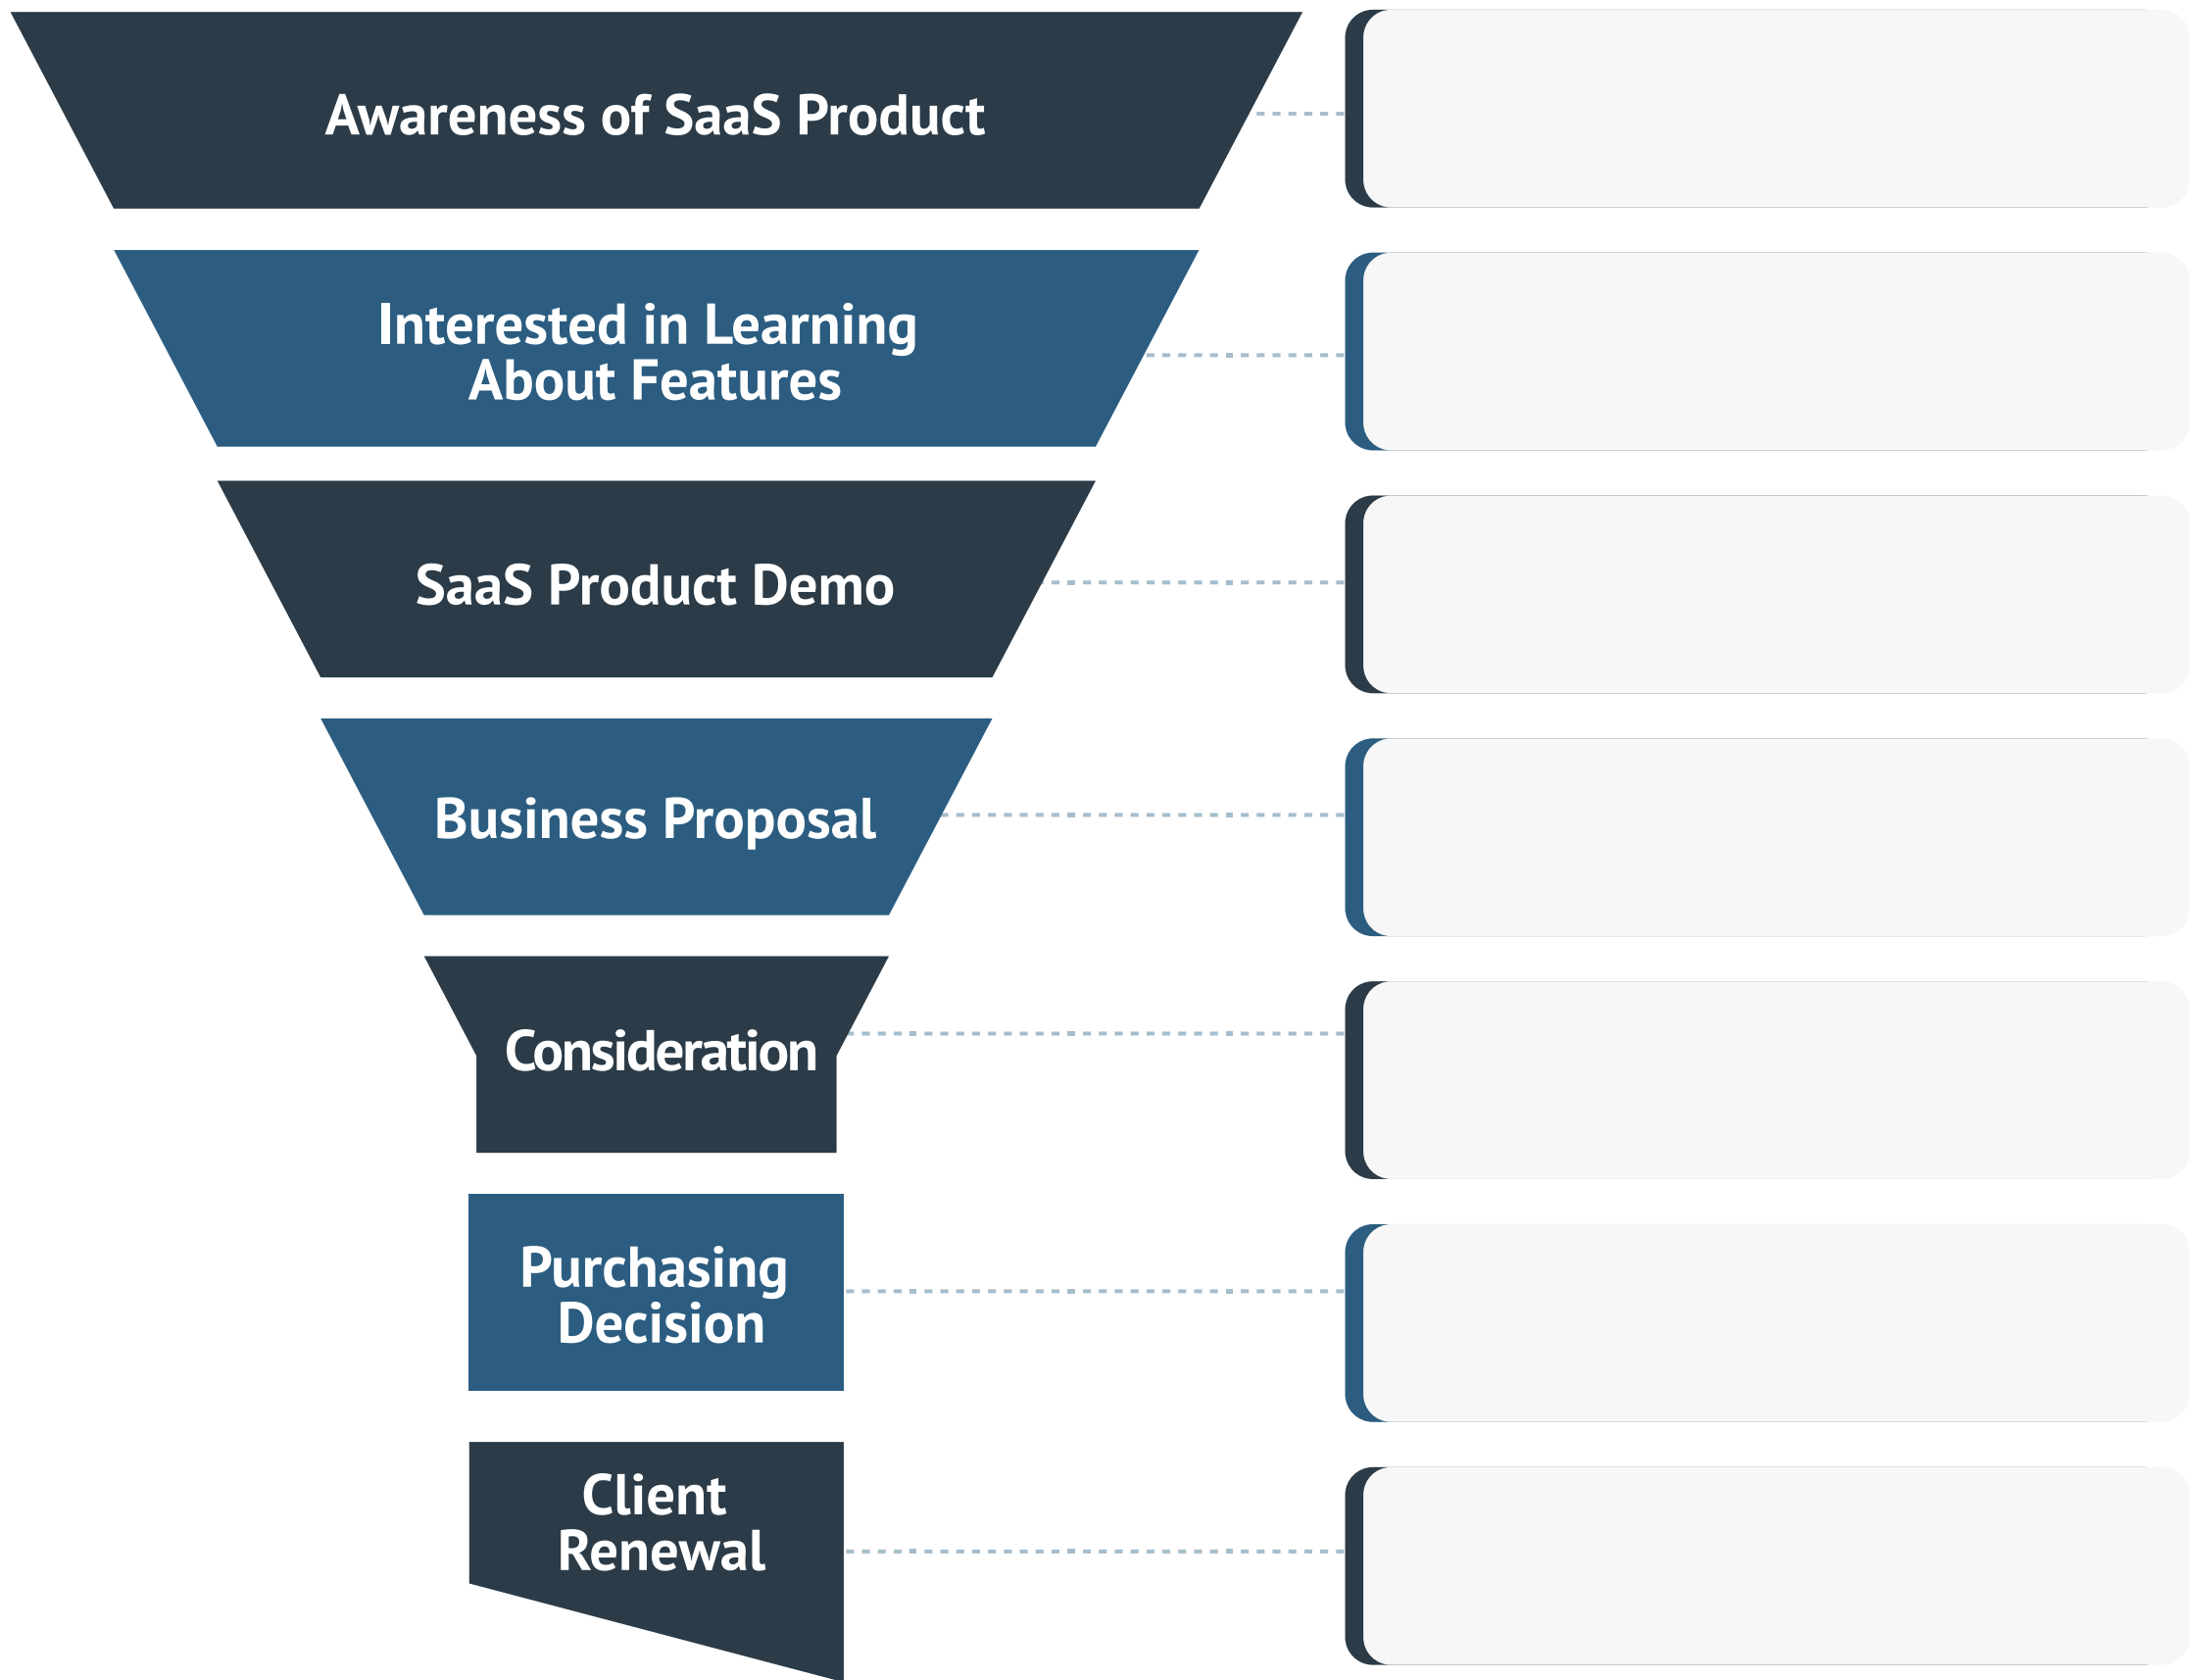 Awareness of SaaS Product
Interested in Learning
About Features
SaaS Product Demo
Business Proposal
Consideration
Purchasing
Decision
Client
Renewal